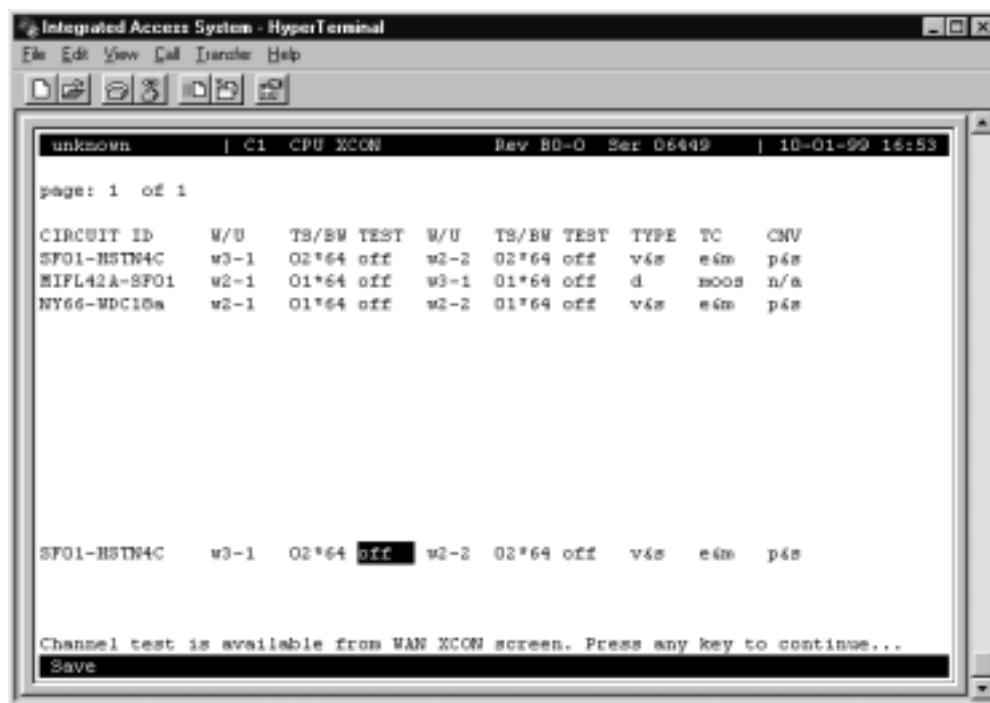 Integrated Access System - HyperTerminal
File Edit View Call Transfer Help
unknown | C1 CPU XCON Rev B0-0 Ser 06449 | 10-01-99 16:53
page: 1 of 1
CIRCUIT ID W/U TS/BW TEST W/U TS/BW TEST TYPE TC CNV
SF01-HSTN4C w3-1 02*64 off w2-2 02*64 off v&s e&m p&s
MIFL42A-SF01 w2-1 01*64 off w3-1 01*64 off d moos n/a
NY66-WDC18a w2-1 01*64 off w2-2 01*64 off v&s e&m p&s
SF01-HSTN4C w3-1 02*64 off w2-2 02*64 off v&s e&m p&s
Channel test is available from WAN XCON screen. Press any key to continue...
Save